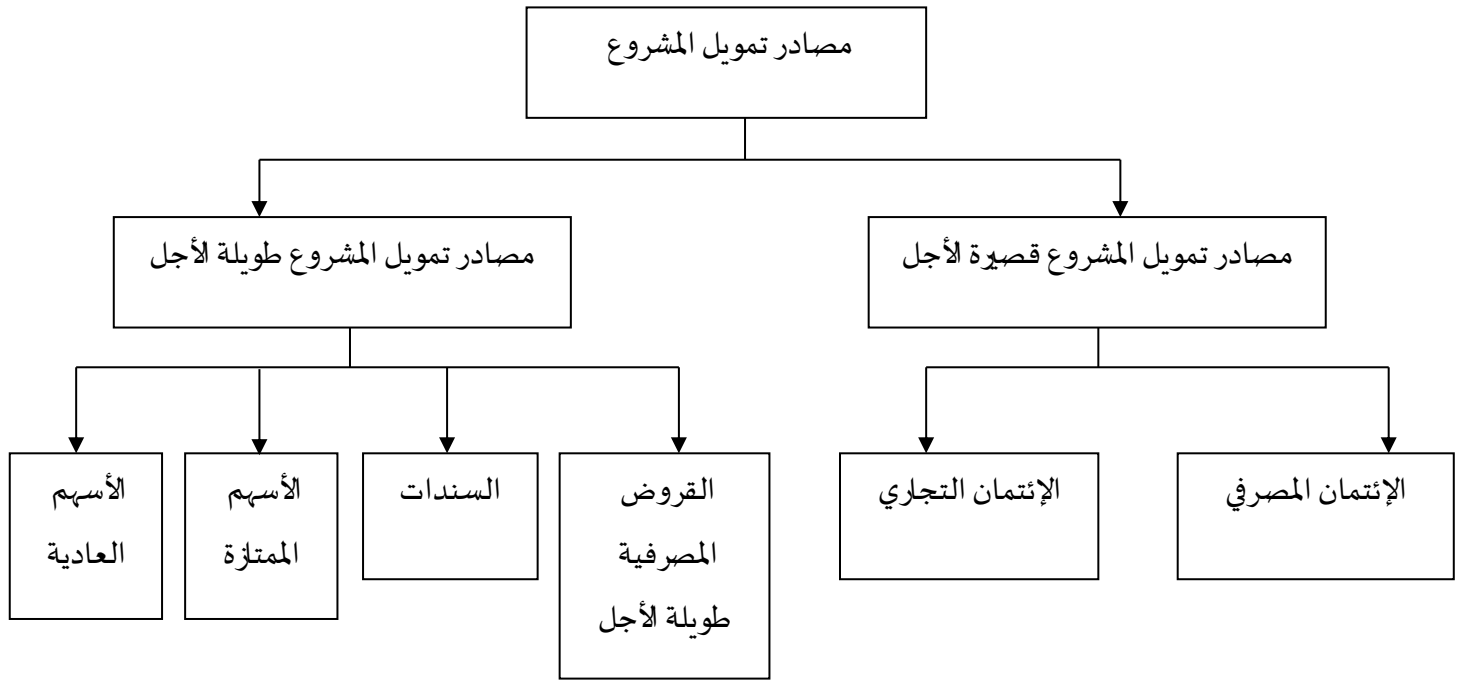 مصادر تمويل المشروع
مصادر تمويل المشروع قصيرة الأجل
مصادر تمويل المشروع طويلة الأجل
الإئتمان المصرفي
الإئتمان التجاري
القروض
المصرفية
طويلة الأجل
السندات
الأسهم
الممتازة
الأسهم
العادية